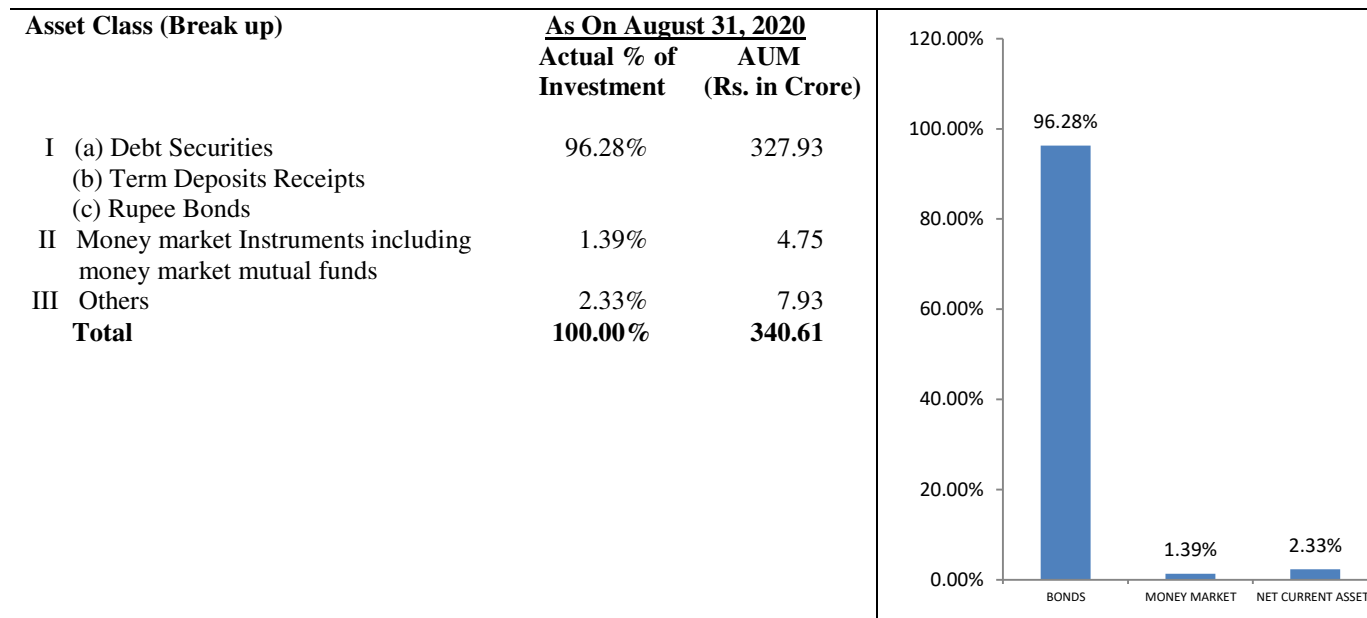 Asset Class (Break up) As On August 31, 2020
Actual % of AUM
Investment (Rs. in Crore)
I (a) Debt Securities 96.28% 327.93
(b) Term Deposits Receipts
(c) Rupee Bonds
II Money market Instruments including 1.39% 4.75
money market mutual funds
III Others 2.33% 7.93
Total 100.00% 340.61
120.00%
100.00%
80.00%
60.00%
40.00%
20.00%
0.00%
96.28%
1.39%
2.33%
BONDS MONEY MARKET NET CURRENT ASSET